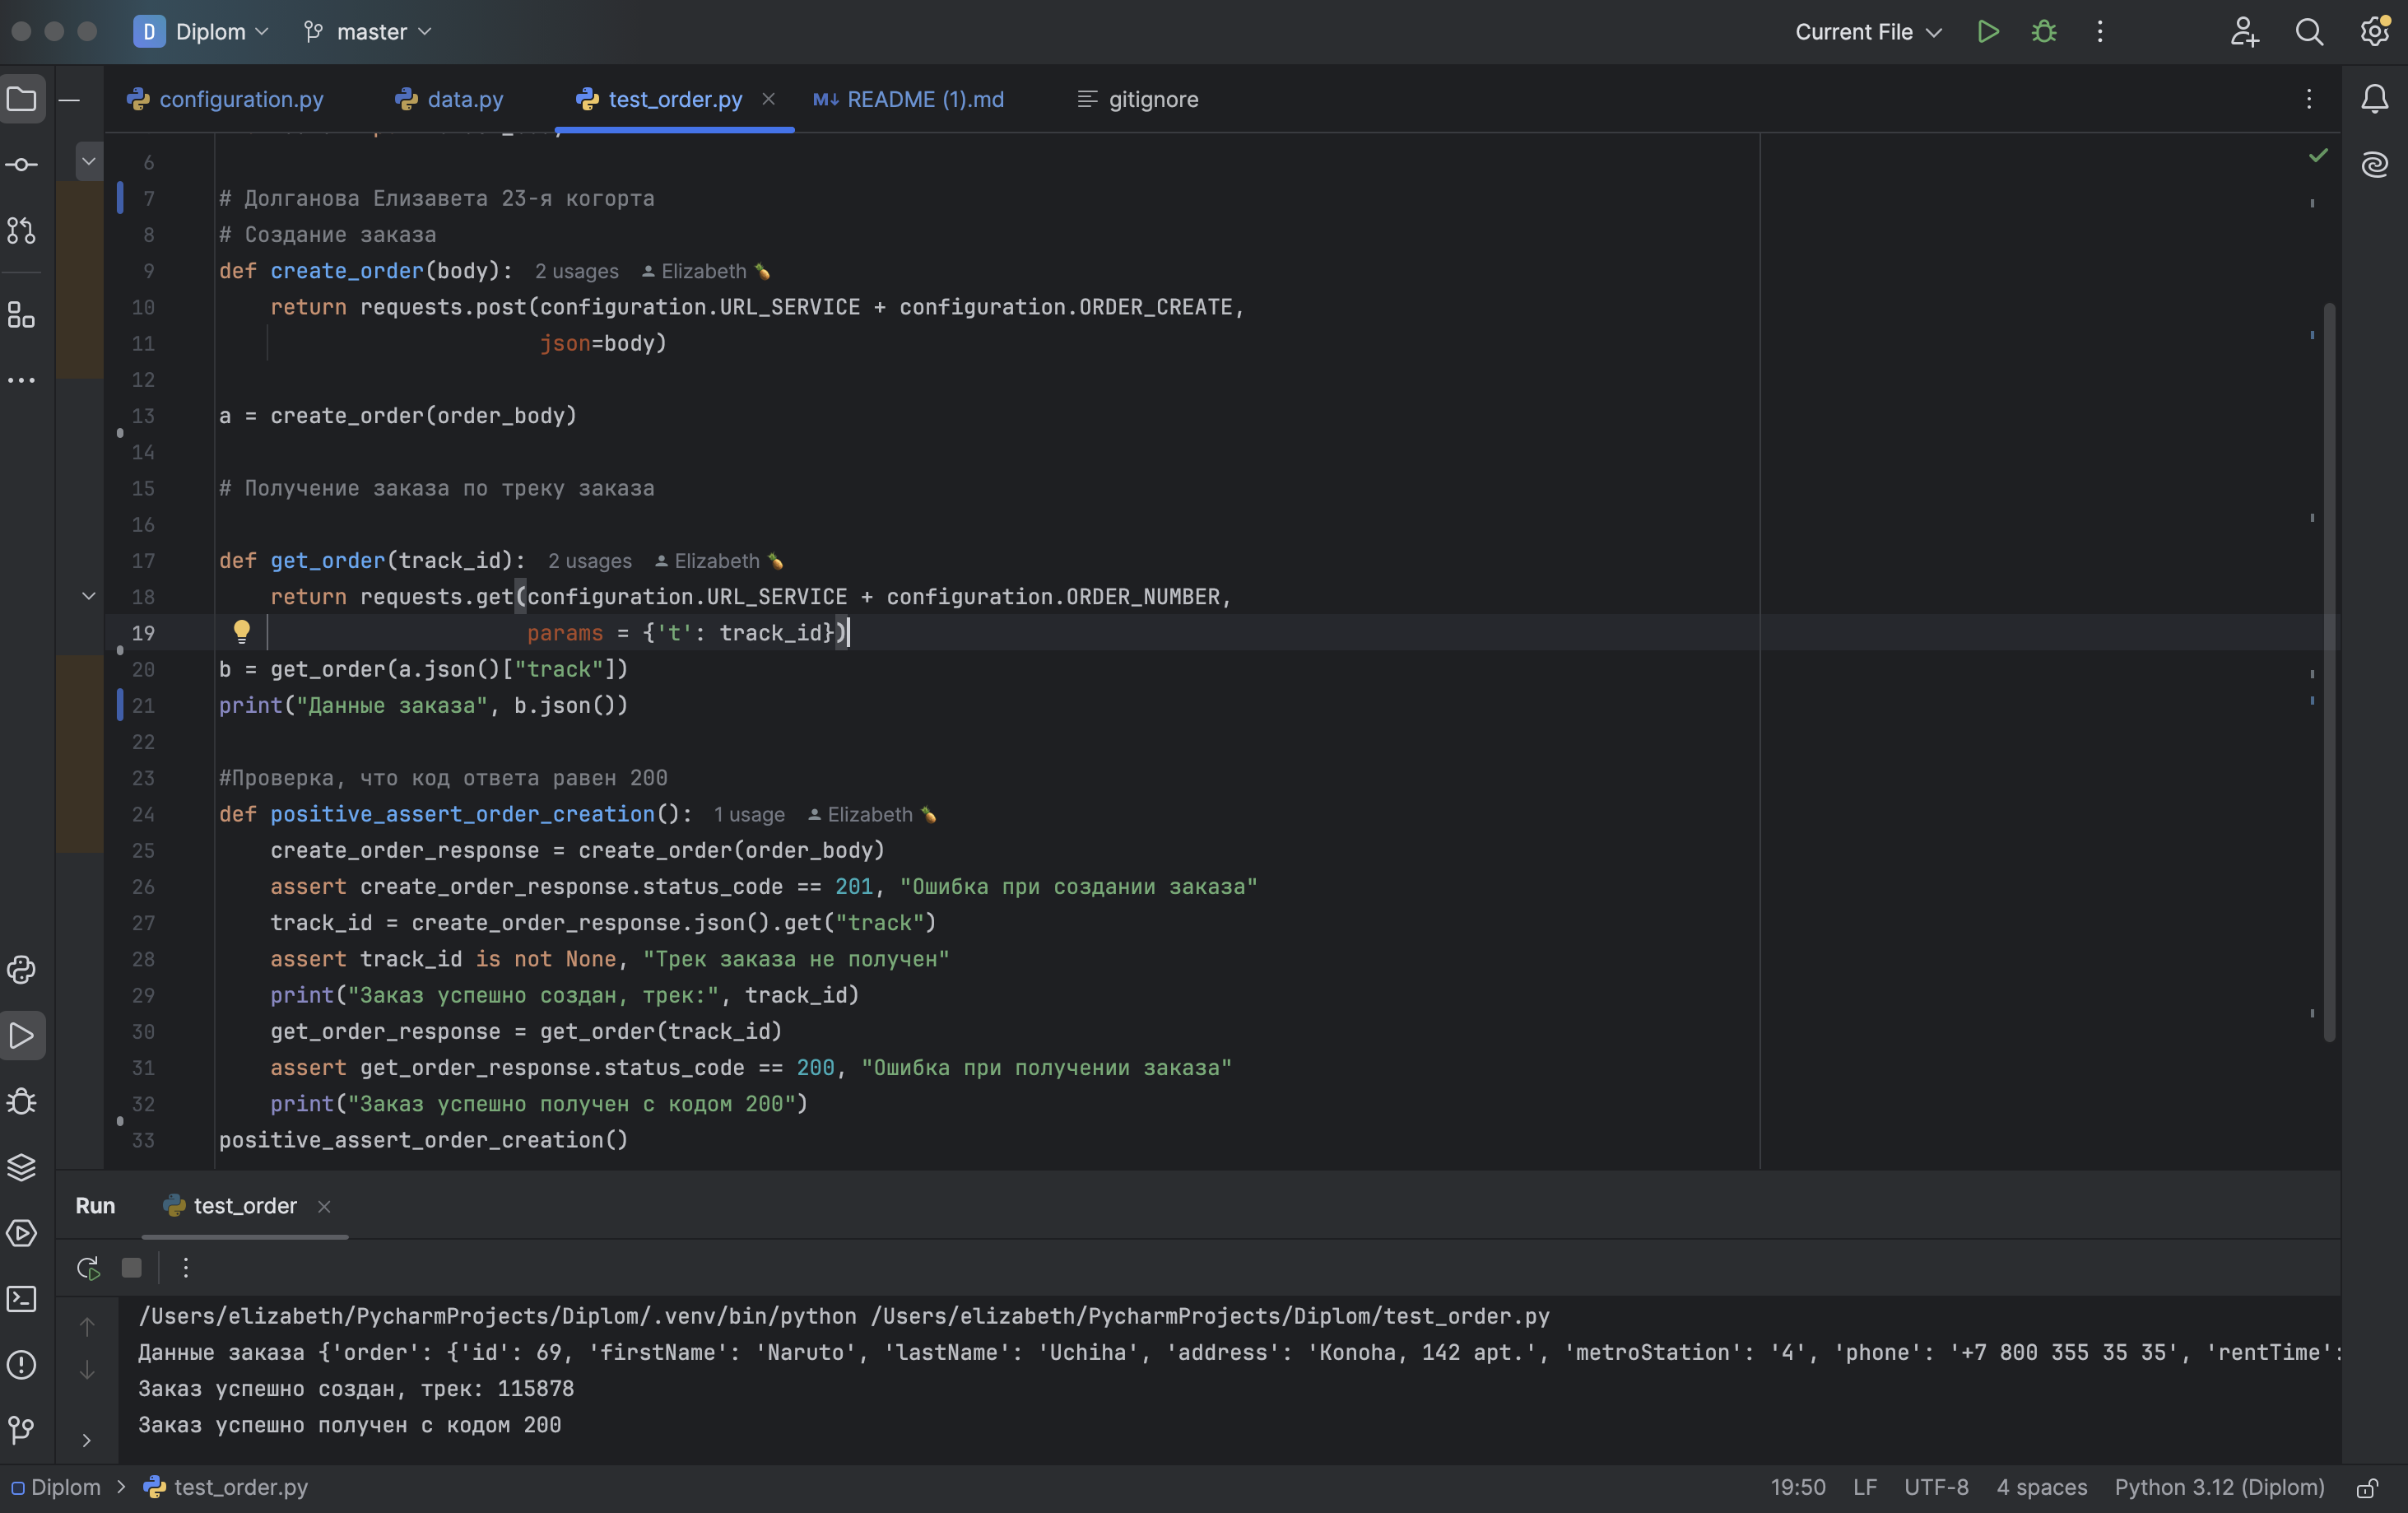 D Diplom master Current File
configuration.py data.py test_order.py README (1).md gitignore
6
7 # Долганова Елизавета 23-я когорта
8 # Создание заказа
9 def create_order(body): 2 usages Elizabeth
10 return requests.post(configuration.URL_SERVICE + configuration.ORDER_CREATE,
11 json=body)
12
13 a = create_order(order_body)
14
15 # Получение заказа по треку заказа
16
17 def get_order(track_id): 2 usages Elizabeth
18 return requests.get(configuration.URL_SERVICE + configuration.ORDER_NUMBER,
19 params = {'t': track_id})
20 b = get_order(a.json()["track"])
21 print("Данные заказа", b.json())
22
23 #Проверка, что код ответа равен 200
24 def positive_assert_order_creation(): 1 usage Elizabeth
25 create_order_response = create_order(order_body)
26 assert create_order_response.status_code == 201, "Ошибка при создании заказа"
27 track_id = create_order_response.json().get("track")
28 assert track_id is not None, "Трек заказа не получен"
29 print("Заказ успешно создан, трек:", track_id)
30 get_order_response = get_order(track_id)
31 assert get_order_response.status_code == 200, "Ошибка при получении заказа"
32 print("Заказ успешно получен с кодом 200")
33 positive_assert_order_creation()
Run test_order
/Users/elizabeth/PycharmProjects/Diplom/.venv/bin/python /Users/elizabeth/PycharmProjects/Diplom/test_order.py
Данные заказа {'order': {'id': 69, 'firstName': 'Naruto', 'lastName': 'Uchiha', 'address': 'Konoha, 142 apt.', 'metroStation': '4', 'phone': '+7 800 355 35 35', 'rentTime':
Заказ успешно создан, трек: 115878
Заказ успешно получен с кодом 200
Diplom > test_order.py 19:50 LF UTF-8 4 spaces Python 3.12 (Diplom)